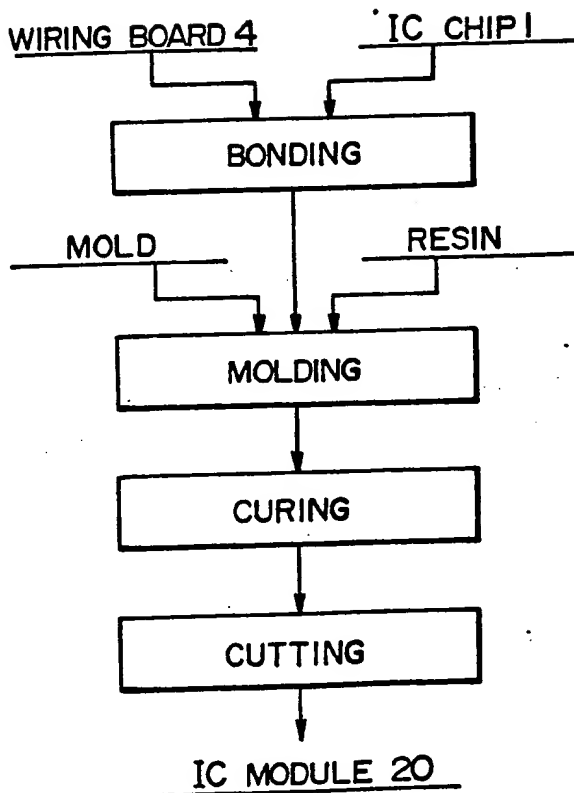 WIRING BOARD 4
IC CHIP 1
BONDING
MOLD
RESIN
MOLDING
CURING
CUTTING
IC MODULE 20